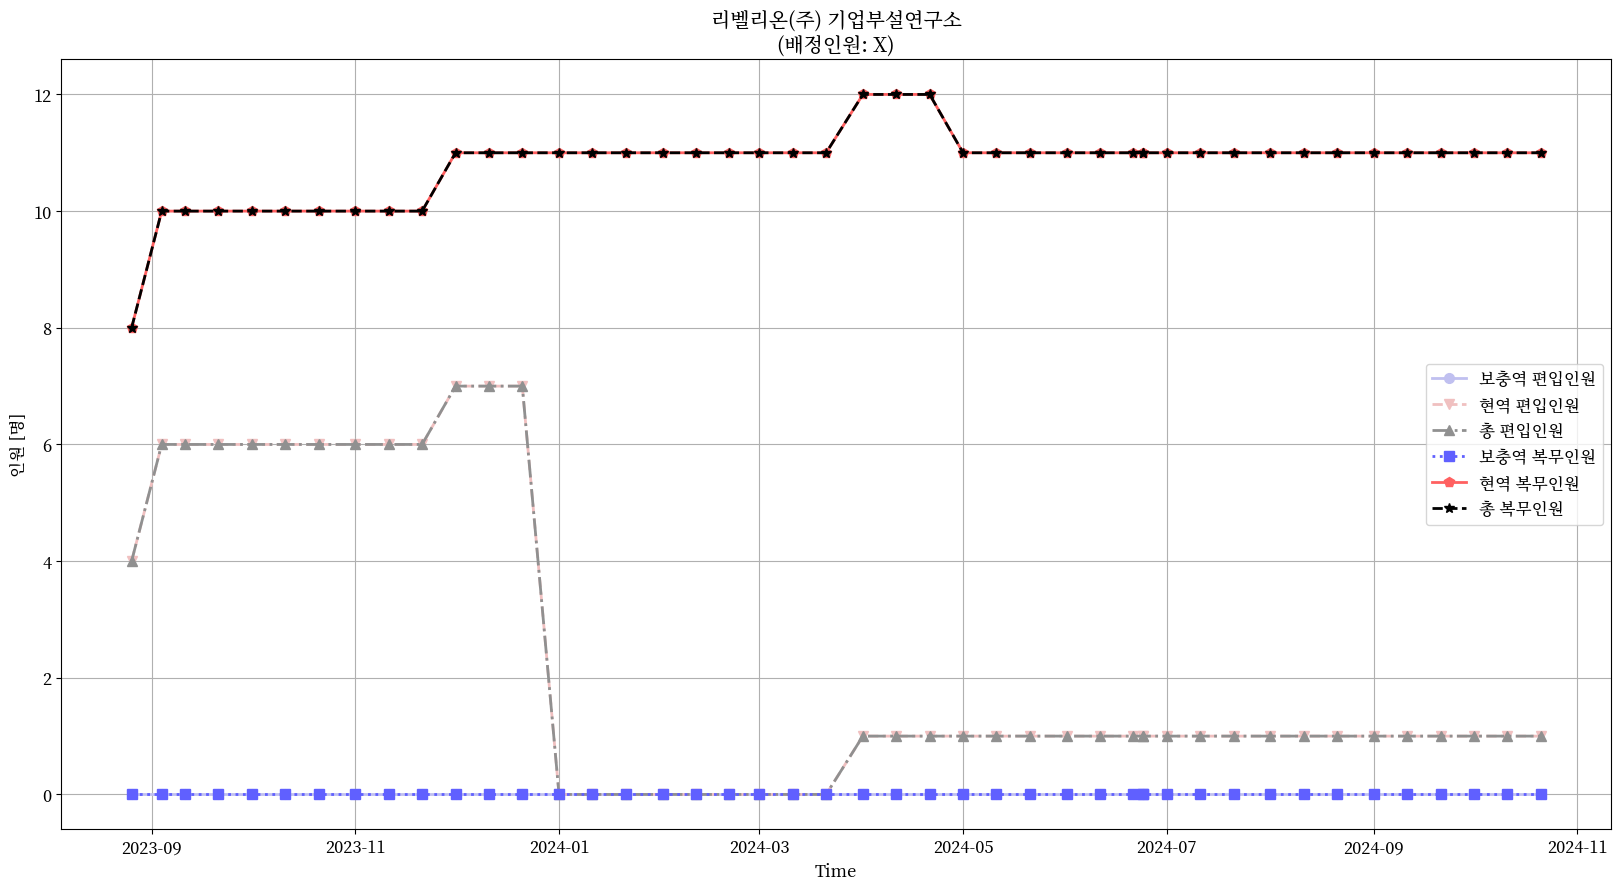 리벨리온(주) 기업부설연구소
(배정인원: X)
12
10
8
6
4
2
0
인원 [명]
보충역 편입인원
현역 편입인원
총 편입인원
보충역 복무인원
현역 복무인원
총 복무인원
2023-09
2023-11
2024-01
2024-03
2024-05
2024-07
2024-09
2024-11
Time